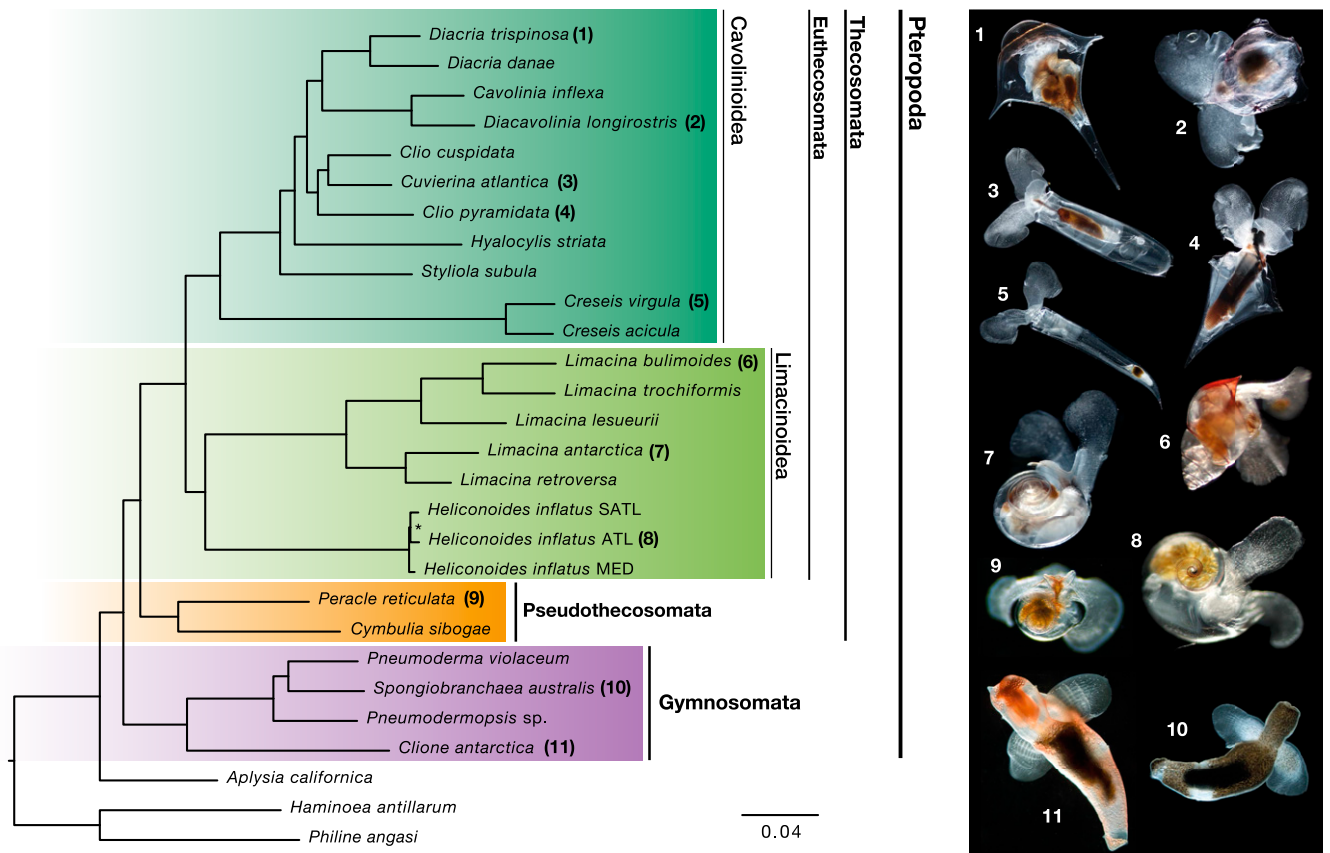 Diacria trispinosa (1)
Diacria danae
Cavolinia inflexa
Diacavolinia longirostris (2)
Clio cuspidata
Cuvierina atlantica (3)
Clio pyramidata (4)
Hyalocylis striata
Styliola subula
Creseis virgula (5)
Creseis acicula
Limacina bulimoides (6)
Limacina trochiformis
Limacina lesueurii
Limacina antarctica (7)
Limacina retroversa
Heliconoides inflatus SATL
*
Heliconoides inflatus ATL (8)
Heliconoides inflatus MED
Peracle reticulata (9)
Cymbulia sibogae
Pneumoderma violaceum
Spongiobranchaea australis (10)
Pneumodermopsis sp.
Clione antarctica (11)
Aplysia californica
Haminoea antillarum
Philine angasi
Cavolinioidea
Limacinoidea
Euthecosomata
Thecosomata
Pteropoda
Pseudothecosomata
Gymnosomata
0.04
1
2
3
4
5
6
7
8
9
10
11